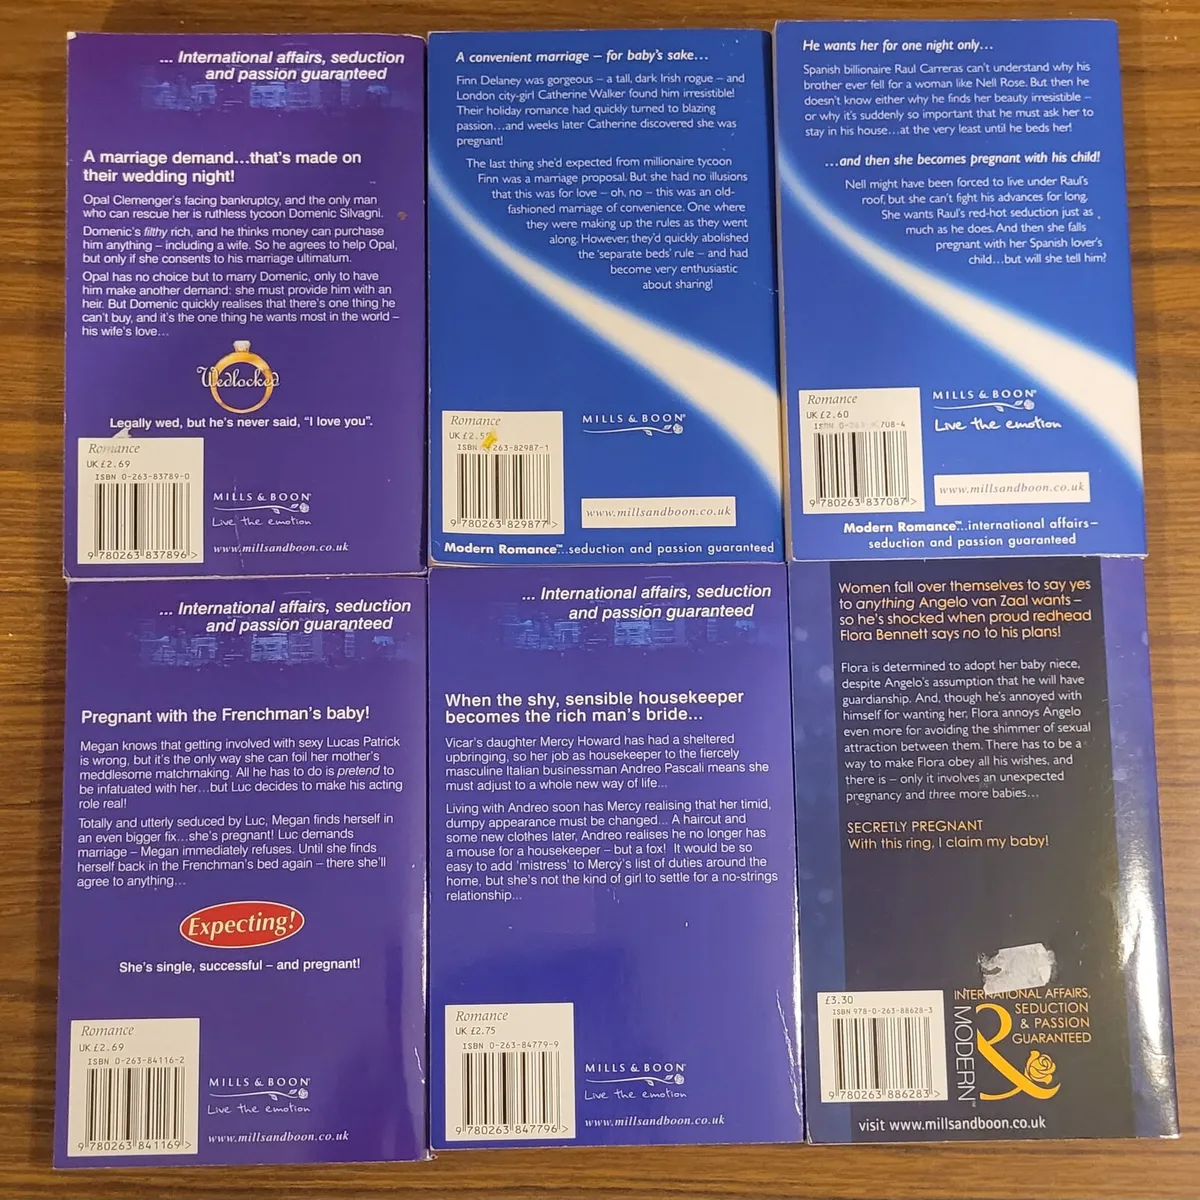 ... International affairs, seduction
and passion guaranteed
A marriage demand...that's made on
their wedding night!
Opal Clemenger's facing bankruptcy, and the only man
who can rescue her is ruthless tycoon Domenic Silvagni.
Domenic's filthy rich, and he thinks money can purchase
him anything – including a wife. So he agrees to help Opal,
but only if she consents to his marriage ultimatum.
Opal has no choice but to marry Domenic, only to have
him make another demand: she must provide him with an
heir. But Domenic quickly realises that there's one thing he
can't buy, and it's the one thing he wants most in the world –
his wife's love...
Wedlocked
Legally wed, but he's never said, "I love you".
Romance
UK £2.69
ISBN 0-263-83789-0
9 780263 837896 >
MILLS & BOON®
Live the emotion
www.millsandboon.co.uk
A convenient marriage – for baby's sake...
Finn Delaney was gorgeous – a tall, dark Irish rogue – and
London city-girl Catherine Walker found him irresistible!
Their holiday romance had quickly turned to blazing
passion...and weeks later Catherine discovered she was
pregnant!
The last thing she'd expected from millionaire tycoon
Finn was a marriage proposal. But she had no illusions
that this was for love – oh, no – this was an old-
fashioned marriage of convenience. One where
they were making up the rules as they went
along. However, they'd quickly abolished
the 'separate beds' rule – and had
become very enthusiastic
about sharing!
Romance
UK £2.5
ISBN 263-82987-1
9 780263 829877 >
MILLS & BOON®
www.millsandboon.co.uk
Modern Romance™...seduction and passion guaranteed
He wants her for one night only...
Spanish billionaire Raul Carreras can't understand why his
brother ever fell for a woman like Nell Rose. But then he
doesn't know either why he finds her beauty irresistible –
or why it's suddenly so important that he must ask her to
stay in his house...at the very least until he beds her!
...and then she becomes pregnant with his child!
Nell might have been forced to live under Raul's
roof, but she can't fight his advances for long.
She wants Raul's red-hot seduction just as
much as he does. And then she falls
pregnant with her Spanish lover's
child...but will she tell him?
Romance
UK £2.60
ISBN 708-4
9 780263 837087 >
MILLS & BOON®
Live the emotion
www.millsandboon.co.uk
Modern Romance™...international affairs–
seduction and passion guaranteed
... International affairs, seduction
and passion guaranteed
Pregnant with the Frenchman's baby!
Megan knows that getting involved with sexy Lucas Patrick
is wrong, but it's the only way she can foil her mother's
meddlesome matchmaking. All he has to do is pretend to
be infatuated with her...but Luc decides to make his acting
role real!
Totally and utterly seduced by Luc, Megan finds herself in
an even bigger fix...she's pregnant! Luc demands
marriage – Megan immediately refuses. Until she finds
herself back in the Frenchman's bed again – there she'll
agree to anything...
Expecting!
She's single, successful – and pregnant!
Romance
UK £2.69
ISBN 0-263-84116-2
9 780263 841169 >
MILLS & BOON®
Live the emotion
www.millsandboon.co.uk
... International affairs, seduction
and passion guaranteed
When the shy, sensible housekeeper
becomes the rich man's bride...
Vicar's daughter Mercy Howard has had a sheltered
upbringing, so her job as housekeeper to the fiercely
masculine Italian businessman Andreo Pascali means she
must adjust to a whole new way of life...
Living with Andreo soon has Mercy realising that her timid,
dumpy appearance must be changed... A haircut and
some new clothes later, Andreo realises he no longer has
a mouse for a housekeeper – but a fox! It would be so
easy to add 'mistress' to Mercy's list of duties around the
home, but she's not the kind of girl to settle for a no-strings
relationship...
Romance
UK £2.75
ISBN 0-263-84779-9
9 780263 847796 >
MILLS & BOON®
Live the emotion
www.millsandboon.co.uk
Women fall over themselves to say yes
to anything Angelo van Zaal wants –
so he's shocked when proud redhead
Flora Bennett says no to his plans!
Flora is determined to adopt her baby niece,
despite Angelo's assumption that he will have
guardianship. And, though he's annoyed with
himself for wanting her, Flora annoys Angelo
even more for avoiding the shimmer of sexual
attraction between them. There has to be a
way to make Flora obey all his wishes, and
there is – only it involves an unexpected
pregnancy and three more babies...
SECRETLY PREGNANT
With this ring, I claim my baby!
£3.30
ISBN 978-0-263-88628-3
9 780263 886283 >
INTERNATIONAL AFFAIRS,
SEDUCTION
& PASSION
GUARANTEED
MODERN™
visit www.millsandboon.co.uk